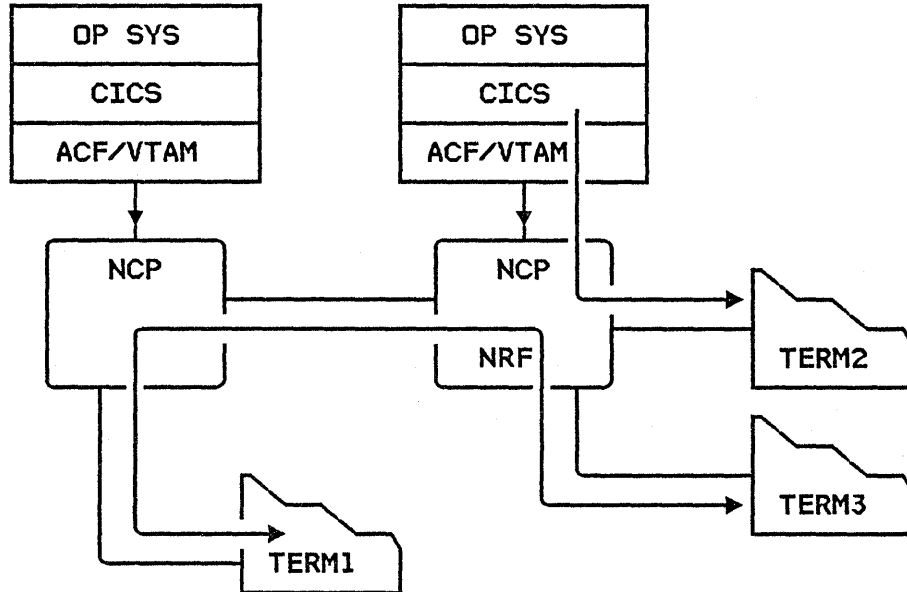 OP SYS
CICS
ACF/VTAM
OP SYS
CICS
ACF/VTAM
NCP
NCP
NRF
TERM2
TERM3
TERM1